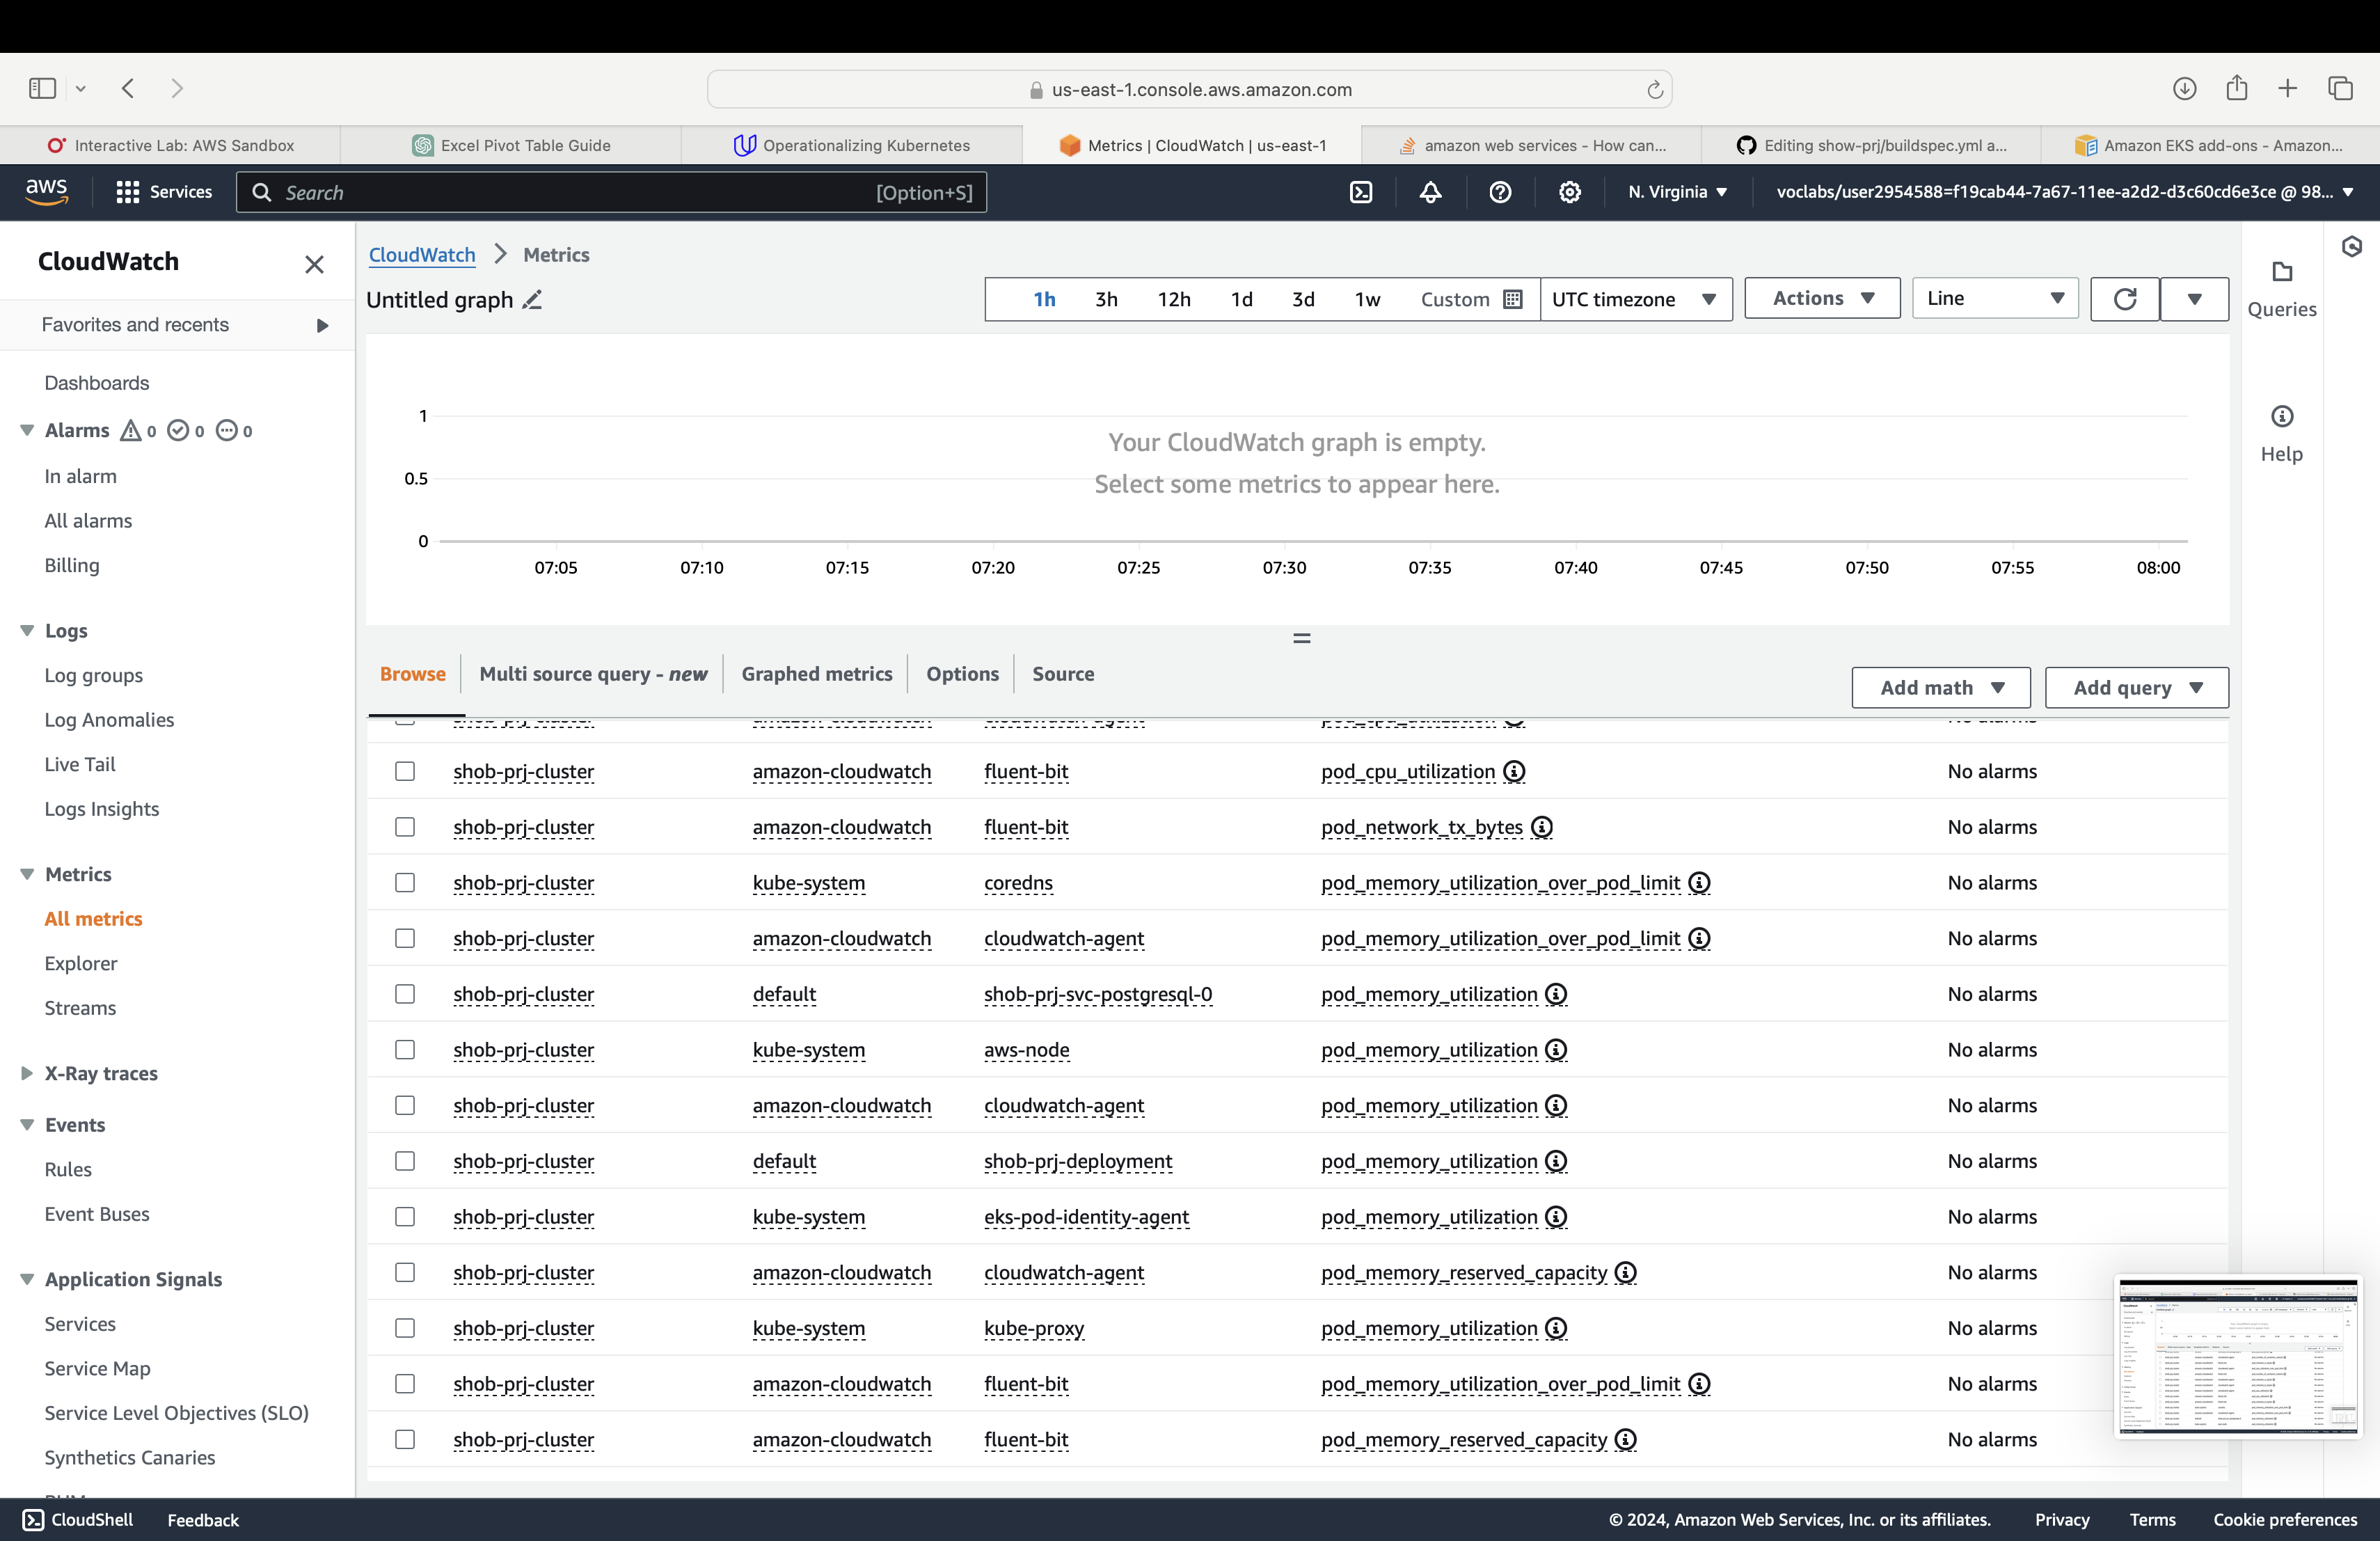 us-east-1.console.aws.amazon.com
Interactive Lab: AWS Sandbox
Excel Pivot Table Guide
Operationalizing Kubernetes
Metrics | CloudWatch | us-east-1
amazon web services - How can...
Editing show-prj/buildspec.yml a...
Amazon EKS add-ons - Amazon...
aws
Services
Search
[Option+S]
N. Virginia
voclabs/user2954588=f19cab44-7a67-11ee-a2d2-d3c60cd6e3ce @ 98...
CloudWatch
Favorites and recents
Dashboards
Alarms 0 0 0
In alarm
All alarms
Billing
Logs
Log groups
Log Anomalies
Live Tail
Logs Insights
Metrics
All metrics
Explorer
Streams
X-Ray traces
Events
Rules
Event Buses
Application Signals
Services
Service Map
Service Level Objectives (SLO)
Synthetics Canaries
CloudWatch Metrics
Untitled graph
1h 3h 12h 1d 3d 1w Custom UTC timezone
Actions
Line
Queries
Help
1
0.5
0
Your CloudWatch graph is empty.
Select some metrics to appear here.
07:05 07:10 07:15 07:20 07:25 07:30 07:35 07:40 07:45 07:50 07:55 08:00
Browse
Multi source query - new
Graphed metrics
Options
Source
Add math
Add query
shob-prj-cluster amazon-cloudwatch cloudwatch-agent pod_cpu_utilization No alarms
shob-prj-cluster amazon-cloudwatch fluent-bit pod_cpu_utilization No alarms
shob-prj-cluster amazon-cloudwatch fluent-bit pod_network_tx_bytes No alarms
shob-prj-cluster kube-system coredns pod_memory_utilization_over_pod_limit No alarms
shob-prj-cluster amazon-cloudwatch cloudwatch-agent pod_memory_utilization_over_pod_limit No alarms
shob-prj-cluster default shob-prj-svc-postgresql-0 pod_memory_utilization No alarms
shob-prj-cluster kube-system aws-node pod_memory_utilization No alarms
shob-prj-cluster amazon-cloudwatch cloudwatch-agent pod_memory_utilization No alarms
shob-prj-cluster default shob-prj-deployment pod_memory_utilization No alarms
shob-prj-cluster kube-system eks-pod-identity-agent pod_memory_utilization No alarms
shob-prj-cluster amazon-cloudwatch cloudwatch-agent pod_memory_reserved_capacity No alarms
shob-prj-cluster kube-system kube-proxy pod_memory_utilization No alarms
shob-prj-cluster amazon-cloudwatch fluent-bit pod_memory_utilization_over_pod_limit No alarms
shob-prj-cluster amazon-cloudwatch fluent-bit pod_memory_reserved_capacity No alarms
CloudShell
Feedback
© 2024, Amazon Web Services, Inc. or its affiliates.
Privacy
Terms
Cookie preferences